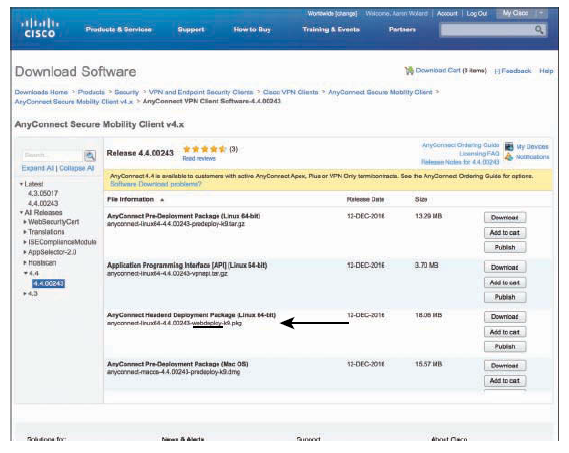 Worldwide [change] Welcome, Aaron Woland Account Log Out My Cisco
CISCO
Products & Services Support How to Buy Training & Events Partners
Download Software
Download Cart (0 items) [-] Feedback Help
Downloads Home > Products > Security > VPN and Endpoint Security Clients > Cisco VPN Clients > AnyConnect Secure Mobility Client >
AnyConnect Secure Mobility Client v4.x > AnyConnect VPN Client Software-4.4.00243
AnyConnect Secure Mobility Client v4.x
Search...
Expand All | Collapse All
Latest
4.3.05017
4.4.00243
All Releases
WebSecurityCert
Translations
ISEComplianceModule
AppSelector-2.0
hostscan
4.4
4.4.00243
4.3
Release 4.4.00243 (3)
Read reviews
AnyConnect Ordering Guide
Licensing FAQ
Release Notes for 4.4.00243
My Devices
Notifications
AnyConnect 4.4 is available to customers with active AnyConnect Apex, Plus or VPN Only term/contracts. See the AnyConnect Ordering Guide for options.
Software Download problems?
File Information Release Date Size
AnyConnect Pre-Deployment Package (Linux 64-bit) 12-DEC-2016 13.29 MB Download
anyconnect-linux64-4.4.00243-predeploy-k9.tar.gz
Add to cart
Publish
Application Programming Interface [API] (Linux 64-bit) 12-DEC-2016 3.70 MB Download
anyconnect-linux64-4.4.00243-vpnapi.tar.gz
Add to cart
Publish
AnyConnect Headend Deployment Package (Linux 64-bit) 12-DEC-2016 18.06 MB Download
anyconnect-linux64-4.4.00243-webdeploy-k9.pkg
Add to cart
Publish
AnyConnect Pre-Deployment Package (Mac OS) 12-DEC-2016 15.57 MB Download
anyconnect-macos-4.4.00243-predeploy-k9.dmg
Add to cart
Solutions for: News & Alerts Support About Cisco